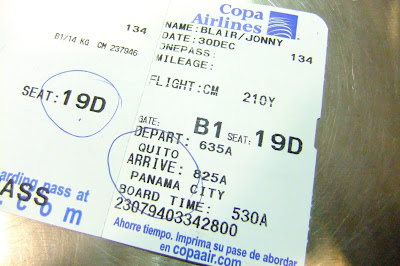 134
B1/14 KG CM 237946
SEAT: 19D
arding pass at
ASS
.com
Copa
Airlines
NAME: BLAIR/JONNY
DATE: 30DEC
ONEPASS: 134
MILEAGE:
FLIGHT: CM 210Y
GATE: B1 SEAT: 19D
DEPART: 635A
QUITO
ARRIVE: 825A
PANAMA CITY
BOARD TIME: 530A
23079403342800
Ahorre tiempo. Imprima su pase de abordar
en copaair.com